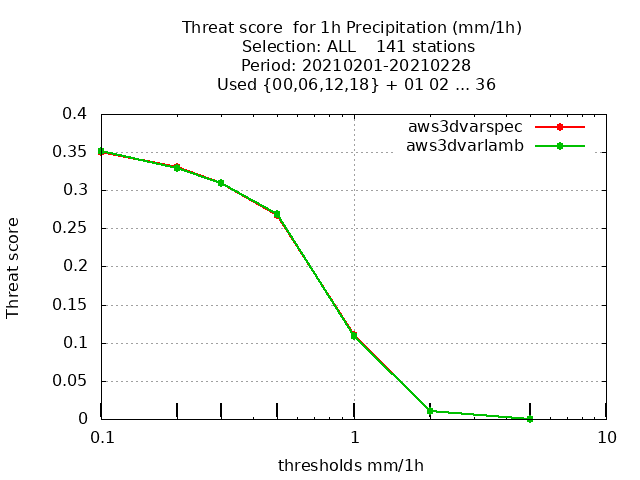 Threat score  for 1h Precipitation (mm/1h)
Selection: ALL    141 stations
Period: 20210201-20210228
Used {00,06,12,18} + 01 02 ... 36
aws3dvarspec
aws3dvarlamb
0.4
0.35
0.3
0.25
0.2
0.15
0.1
0.05
0
Threat score
0.1
1
10
thresholds mm/1h